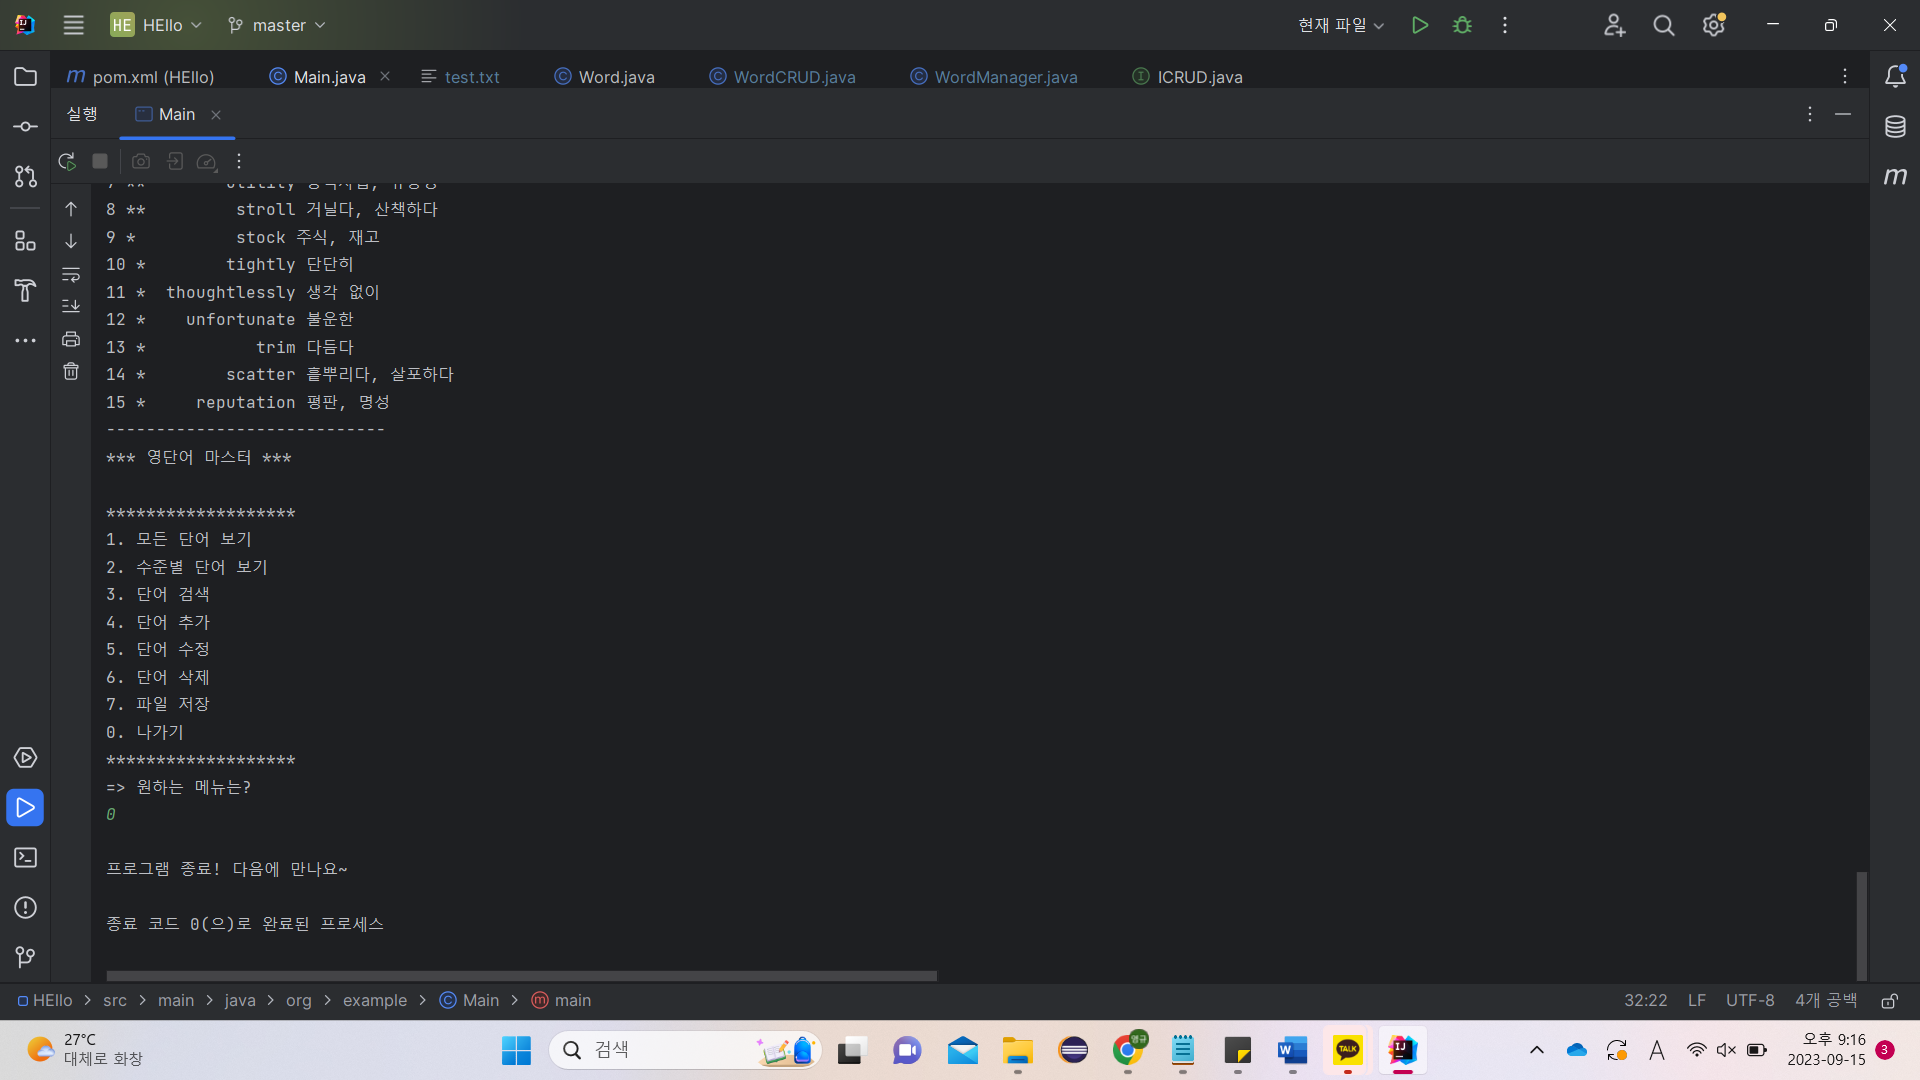 HE HEllo master 현재 파일
m pom.xml (HEllo) Main.java test.txt Word.java WordCRUD.java WordManager.java ICRUD.java
실행 Main
8 ** stroll 거닐다, 산책하다
9 * stock 주식, 재고
10 * tightly 단단히
11 * thoughtlessly 생각 없이
12 * unfortunate 불운한
13 * trim 다듬다
14 * scatter 흩뿌리다, 살포하다
15 * reputation 평판, 명성
----------------------------
*** 영단어 마스터 ***
*******************
1. 모든 단어 보기
2. 수준별 단어 보기
3. 단어 검색
4. 단어 추가
5. 단어 수정
6. 단어 삭제
7. 파일 저장
0. 나가기
*******************
=> 원하는 메뉴는?
0
프로그램 종료! 다음에 만나요~
종료 코드 0(으)로 완료된 프로세스
HEllo > src > main > java > org > example > Main > main 32:22 LF UTF-8 4개 공백
27°C
대체로 화창
검색
TALK
A
오후 9:16
2023-09-15
3